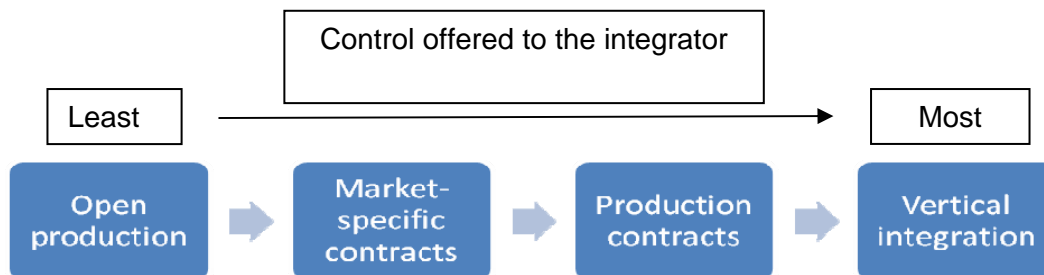 Control offered to the integrator
Least
Most
Open
production
Market-
specific
contracts
Production
contracts
Vertical
integration